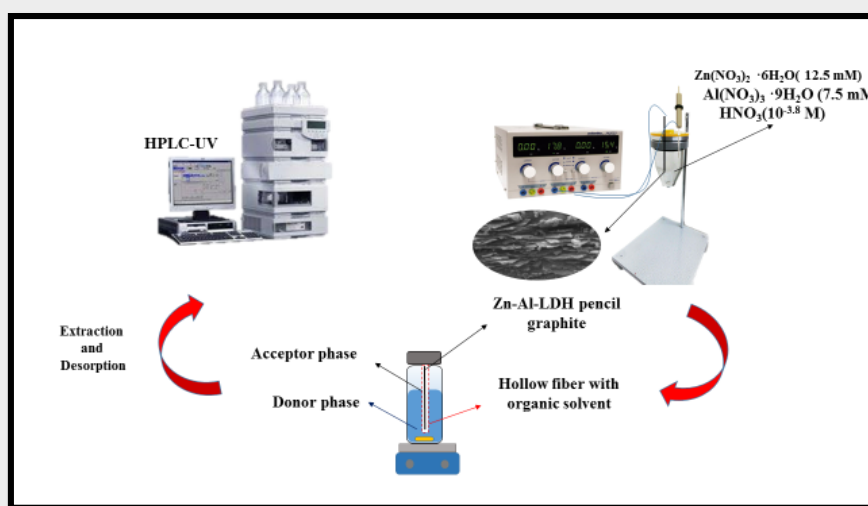 HPLC-UV
Zn(NO₃)₂ ·6H₂O( 12.5 mM)
Al(NO₃)₃ ·9H₂O (7.5 mM
HNO₃(10⁻³·⁸ M)
Zn-Al-LDH pencil
graphite
Extraction
and
Desorption
Acceptor phase
Donor phase
Hollow fiber with
organic solvent